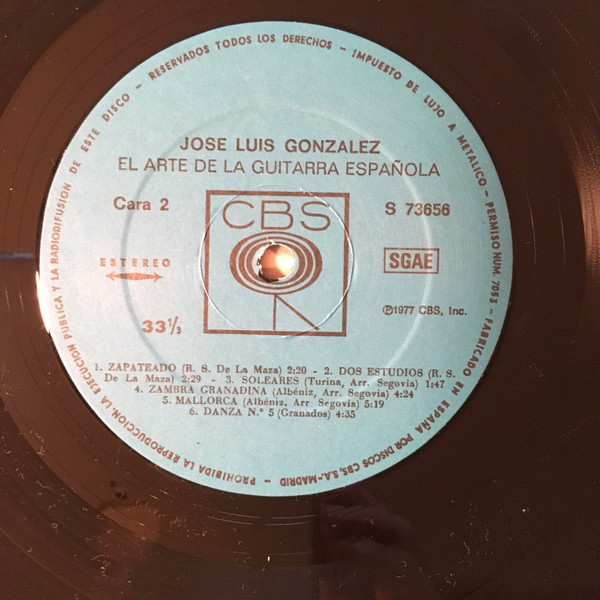 RESERVADOS TODOS LOS DERECHOS - IMPUESTO DE LUJO A METALICO - PERMISO NUM. 7053 - FABRICADO EN ESPAÑA POR DISCOS CBS, S.A.-MADRID - PROHIBIDA LA REPRODUCCION, LA EJECUCION PUBLICA Y LA RADIODIFUSION DE ESTE DISCO -
JOSE LUIS GONZALEZ
EL ARTE DE LA GUITARRA ESPAÑOLA
Cara 2
CBS
S 73656
ESTEREO
SGAE
33 1/3
Ⓟ1977 CBS, Inc.
1. ZAPATEADO (R. S. De La Maza) 2:20 - 2. DOS ESTUDIOS (R. S.
De La Maza) 2:29 - 3. SOLEARES (Turina, Arr. Segovia) 1:47
4. ZAMBRA GRANADINA (Albéniz, Arr. Segovia) 4:24
5. MALLORCA (Albéniz, Arr Segovia) 5:19
6. DANZA N.º 5 (Granados) 4:35